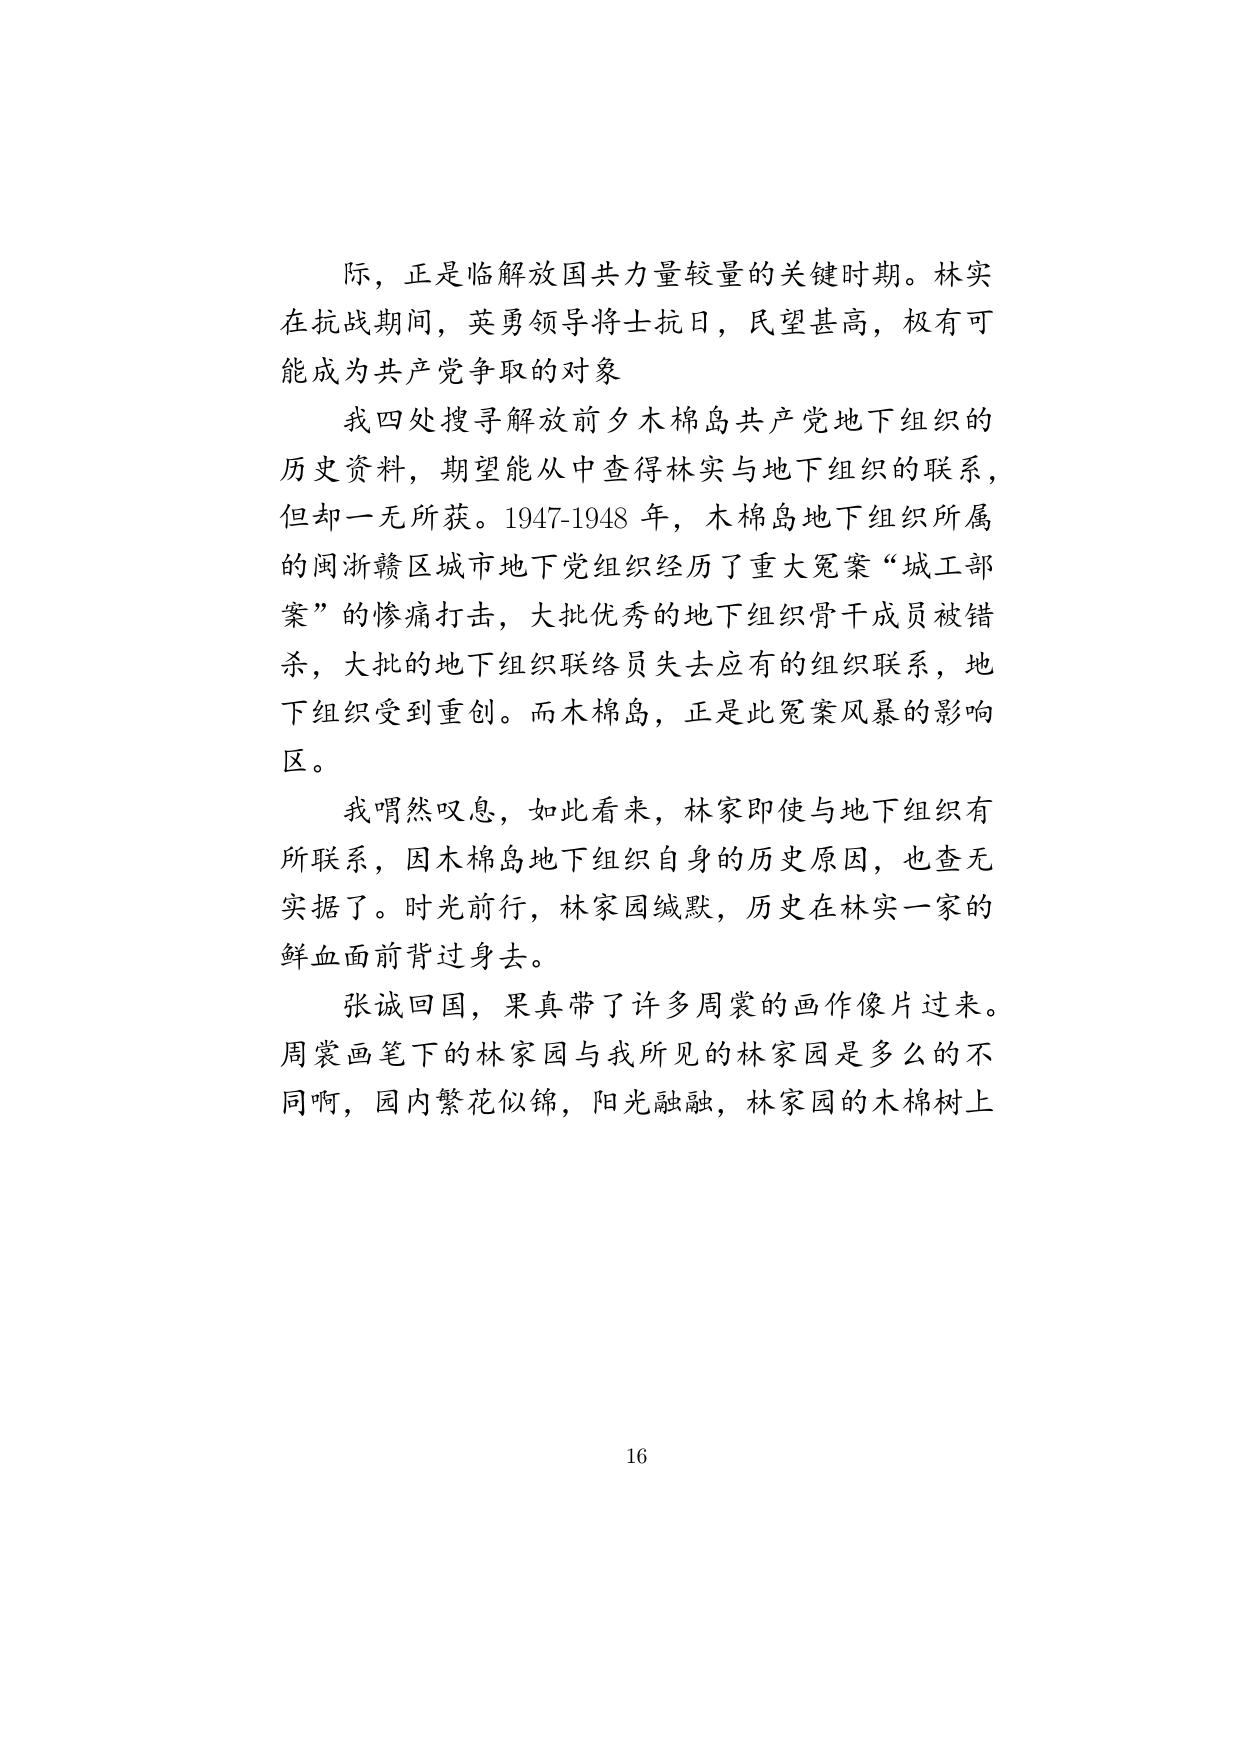 际，正是临解放国共力量较量的关键时期。林实
在抗战期间，英勇领导将士抗日，民望甚高，极有可
能成为共产党争取的对象
我四处搜寻解放前夕木棉岛共产党地下组织的
历史资料，期望能从中查得林实与地下组织的联系，
但却一无所获。1947-1948 年，木棉岛地下组织所属
的闽浙赣区城市地下党组织经历了重大冤案“城工部
案”的惨痛打击，大批优秀的地下组织骨干成员被错
杀，大批的地下组织联络员失去应有的组织联系，地
下组织受到重创。而木棉岛，正是此冤案风暴的影响
区。
我喟然叹息，如此看来，林家即使与地下组织有
所联系，因木棉岛地下组织自身的历史原因，也查无
实据了。时光前行，林家园缄默，历史在林实一家的
鲜血面前背过身去。
张诚回国，果真带了许多周裳的画作像片过来。
周裳画笔下的林家园与我所见的林家园是多么的不
同啊，园内繁花似锦，阳光融融，林家园的木棉树上
16